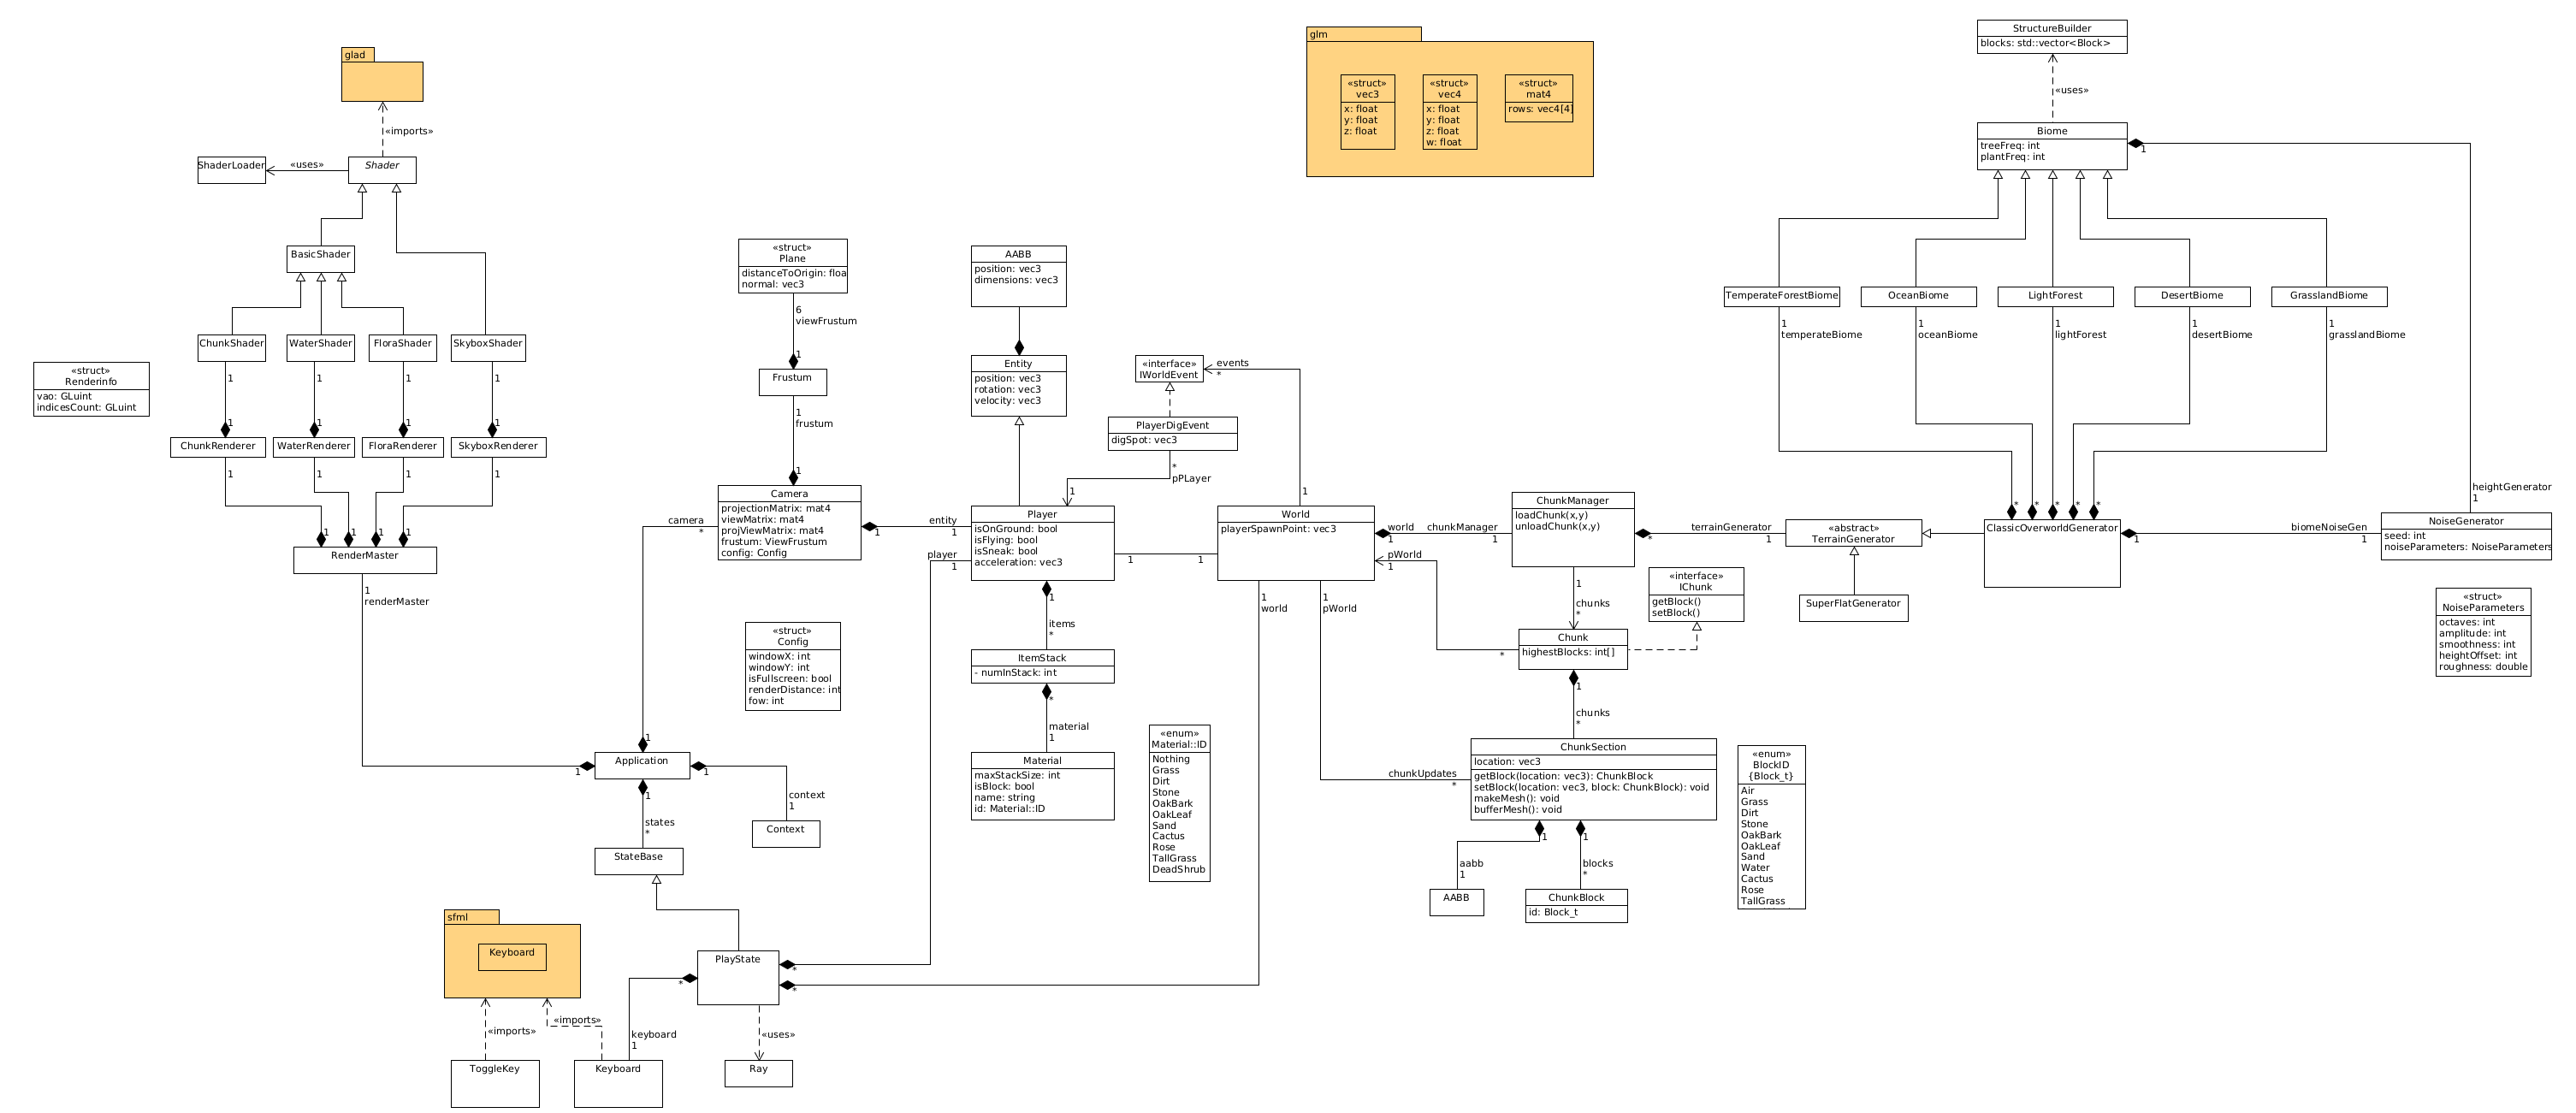 glad
«imports»
ShaderLoader
«uses»
Shader
BasicShader
ChunkShader
WaterShader
FloraShader
SkyboxShader
1
1
1
1
1
1
1
1
ChunkRenderer
WaterRenderer
FloraRenderer
SkyboxRenderer
1
1
1
1
1
1
1
1
RenderMaster
1
renderMaster
«struct»
Renderinfo
vao: GLuint
indicesCount: GLuint
«struct»
Plane
distanceToOrigin: floa
normal: vec3
6
viewFrustum
1
Frustum
1
frustum
1
Camera
projectionMatrix: mat4
viewMatrix: mat4
projViewMatrix: mat4
frustum: ViewFrustum
config: Config
camera
*
entity
1
1
player
1
«struct»
Config
windowX: int
windowY: int
isFullscreen: bool
renderDistance: int
fow: int
1
1
Application
1
context
1
Context
1
states
*
StateBase
sfml
Keyboard
«imports»
«imports»
ToggleKey
Keyboard
keyboard
1
*
PlayState
*
*
«uses»
Ray
AABB
position: vec3
dimensions: vec3
Entity
position: vec3
rotation: vec3
velocity: vec3
Player
isOnGround: bool
isFlying: bool
isSneak: bool
acceleration: vec3
1
1
1
items
*
ItemStack
- numInStack: int
*
material
1
Material
maxStackSize: int
isBlock: bool
name: string
id: Material::ID
«interface»
IWorldEvent
events
*
PlayerDigEvent
digSpot: vec3
*
pPLayer
1
1
World
playerSpawnPoint: vec3
world
1
chunkManager
1
pWorld
1
1
world
1
pWorld
chunkUpdates
*
«enum»
Material::ID
Nothing
Grass
Dirt
Stone
OakBark
OakLeaf
Sand
Cactus
Rose
TallGrass
DeadShrub
glm
«struct»
vec3
x: float
y: float
z: float
«struct»
vec4
x: float
y: float
z: float
w: float
«struct»
mat4
rows: vec4[4]
ChunkManager
loadChunk(x,y)
unloadChunk(x,y)
*
terrainGenerator
1
1
chunks
*
«interface»
IChunk
getBlock()
setBlock()
Chunk
highestBlocks: int[]
*
1
chunks
*
ChunkSection
location: vec3
getBlock(location: vec3): ChunkBlock
setBlock(location: vec3, block: ChunkBlock): void
makeMesh(): void
bufferMesh(): void
1
1
aabb
1
blocks
*
AABB
ChunkBlock
id: Block_t
«enum»
BlockID
{Block_t}
Air
Grass
Dirt
Stone
OakBark
OakLeaf
Sand
Water
Cactus
Rose
TallGrass
StructureBuilder
blocks: std::vector<Block>
«uses»
Biome
treeFreq: int
plantFreq: int
1
TemperateForestBiome
OceanBiome
LightForest
DesertBiome
GrasslandBiome
1
temperateBiome
1
oceanBiome
1
lightForest
1
desertBiome
1
grasslandBiome
*
*
*
*
*
«abstract»
TerrainGenerator
SuperFlatGenerator
ClassicOverworldGenerator
1
biomeNoiseGen
1
heightGenerator
1
NoiseGenerator
seed: int
noiseParameters: NoiseParameters
«struct»
NoiseParameters
octaves: int
amplitude: int
smoothness: int
heightOffset: int
roughness: double